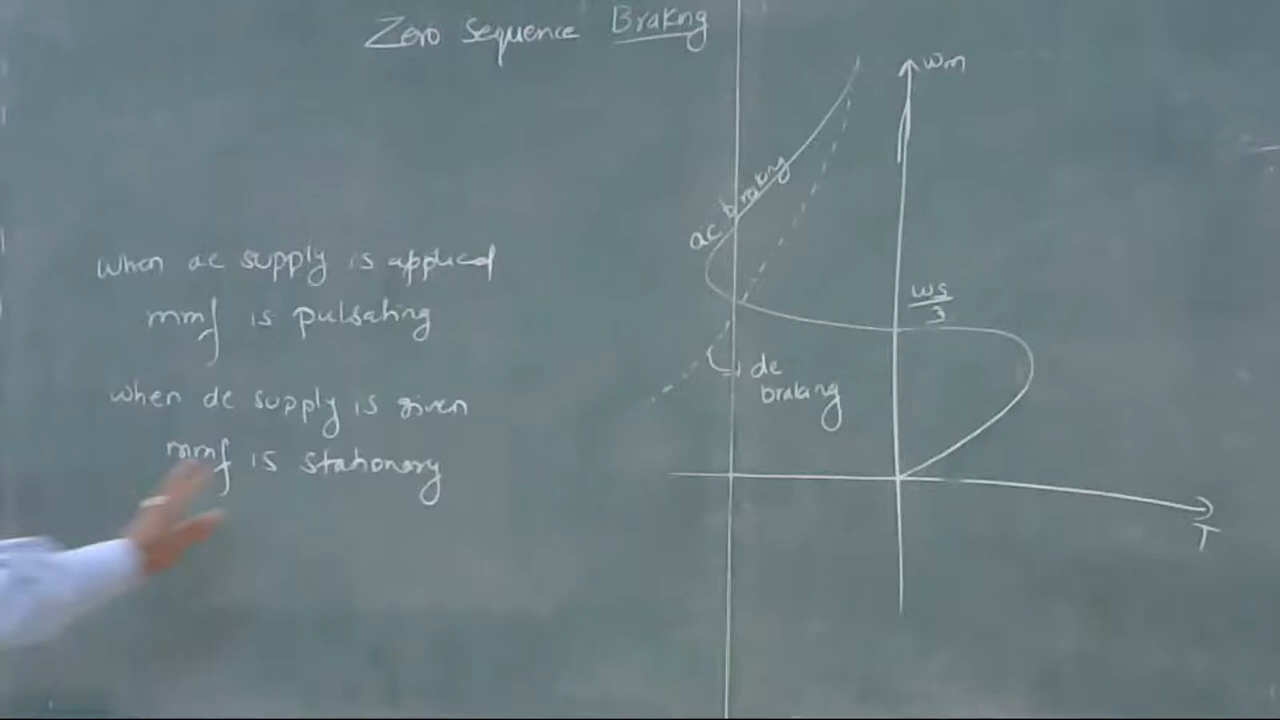 Zero Sequence Brakng
when ac supply is applied
mmf is pulsating
when dc supply is given
mmf is stationary
ac braking
dc
braking
wm
ws
3
T